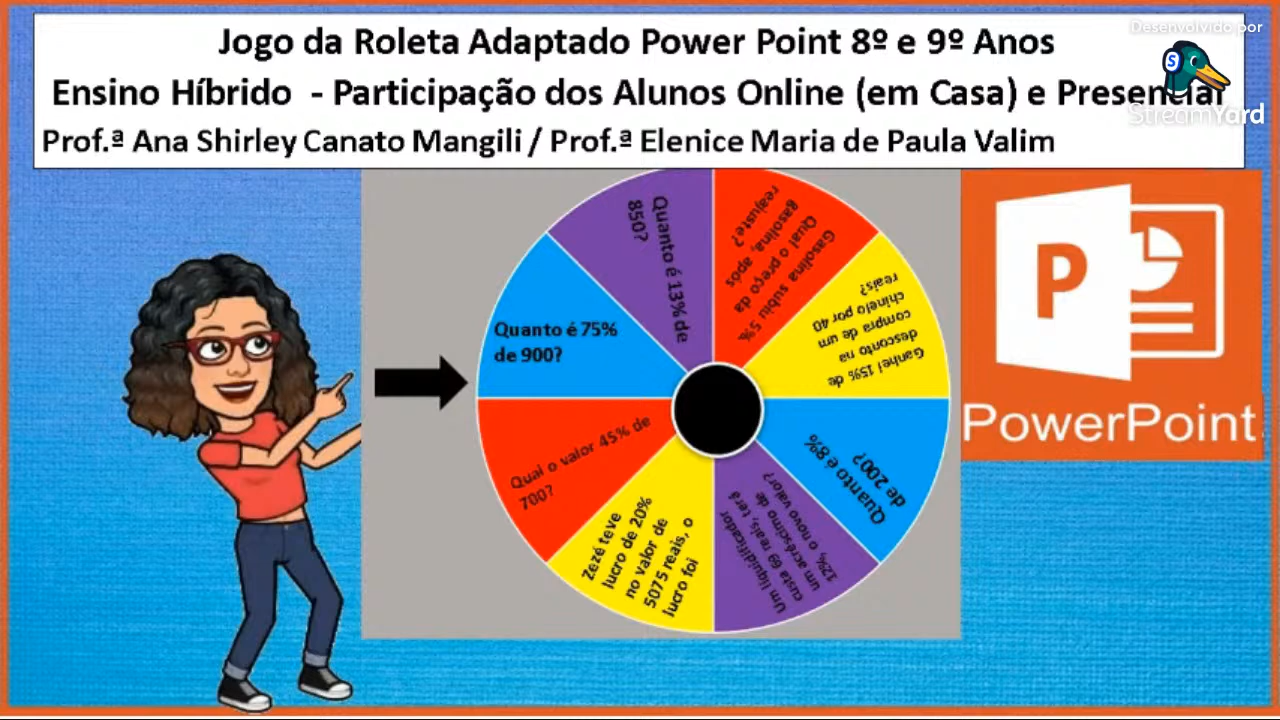 Desenvolvido por
StreamYard
Jogo da Roleta Adaptado Power Point 8º e 9º Anos
Ensino Híbrido - Participação dos Alunos Online (em Casa) e Presencial
Prof.ª Ana Shirley Canato Mangili / Prof.ª Elenice Maria de Paula Valim
Quanto é 13% de
850?
Gasolina subiu 5%.
Qual o preço da
gasolina, após
reajuste?
Ganhei 15% de
desconto na
compra de um
chinelo por 40
reais?
Quanto é 8%
de 200?
Um liquidificador
custa 69 reais, terá
um acréscimo de
12%, o novo valor?
Zezé teve
lucro de 20%
no valor de
5075 reais, o
lucro foi
Qual o valor 45% de
700?
Quanto é 75%
de 900?
P
PowerPoint
S